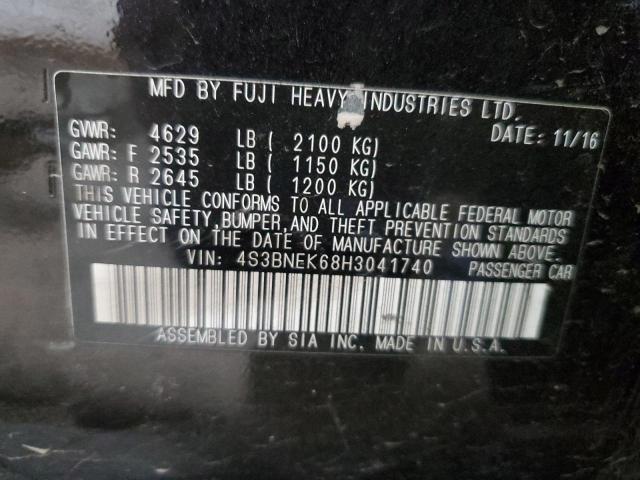 MFD BY FUJI HEAVY INDUSTRIES LTD.
DATE: 11/16
GVWR: 4629 LB ( 2100 KG)
GAWR: F 2535 LB ( 1150 KG)
GAWR: R 2645 LB ( 1200 KG)
THIS VEHICLE CONFORMS TO ALL APPLICABLE FEDERAL MOTOR
VEHICLE SAFETY, BUMPER, AND THEFT PREVENTION STANDARDS
IN EFFECT ON THE DATE OF MANUFACTURE SHOWN ABOVE.
VIN: 4S3BNEK68H3041740 PASSENGER CAR
ASSEMBLED BY SIA INC. MADE IN U.S.A.